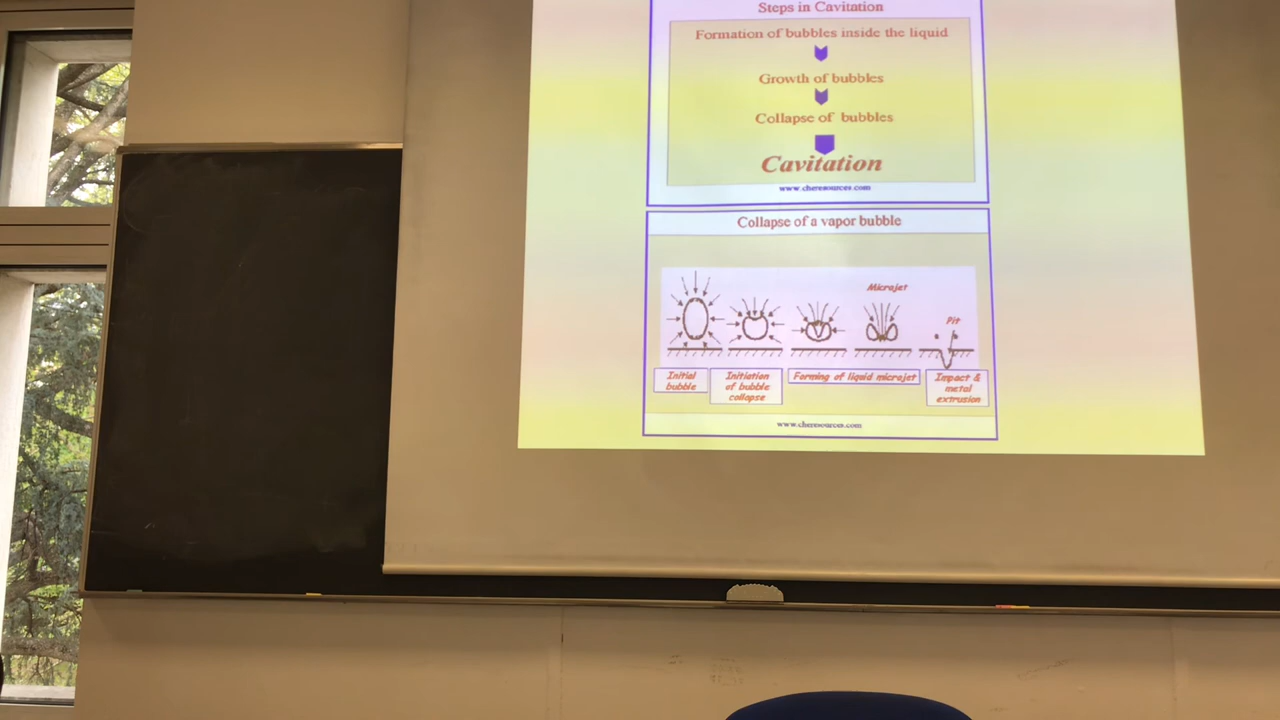 Steps in Cavitation
Formation of bubbles inside the liquid
Growth of bubbles
Collapse of bubbles
Cavitation
www.cheresources.com
Collapse of a vapor bubble
Microjet
Pit
Initial
bubble
Initiation
of bubble
collapse
Forming of liquid microjet
Impact &
metal
extrusion
www.cheresources.com